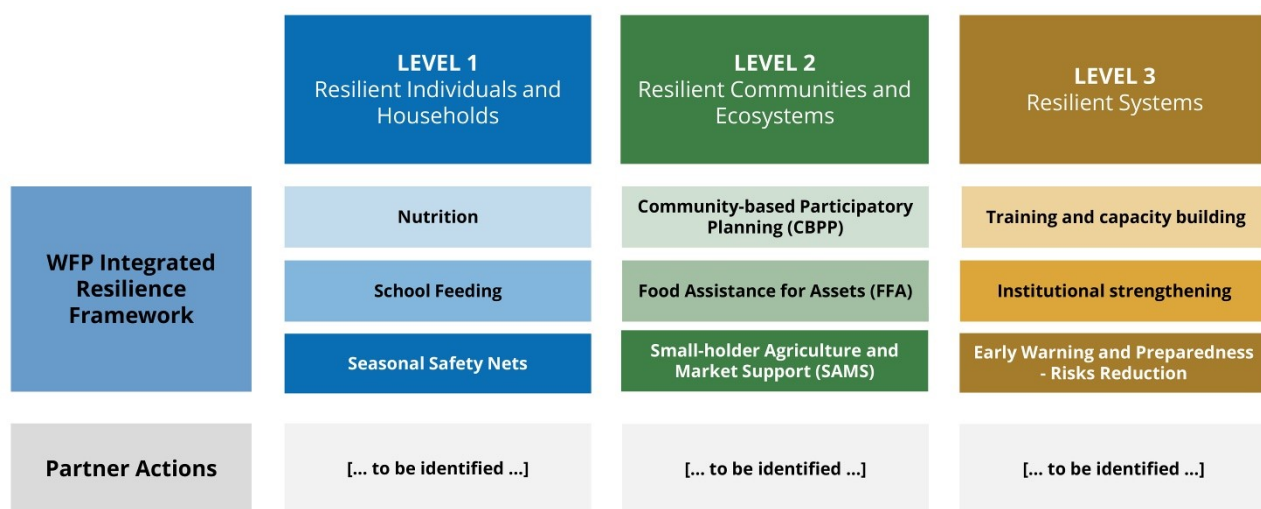 LEVEL 1
Resilient Individuals and
Households
LEVEL 2
Resilient Communities and
Ecosystems
LEVEL 3
Resilient Systems
WFP Integrated
Resilience
Framework
Nutrition
Community-based Participatory
Planning (CBPP)
Training and capacity building
School Feeding
Food Assistance for Assets (FFA)
Institutional strengthening
Seasonal Safety Nets
Small-holder Agriculture and
Market Support (SAMS)
Early Warning and Preparedness
- Risks Reduction
Partner Actions
[... to be identified ...]
[... to be identified ...]
[... to be identified ...]